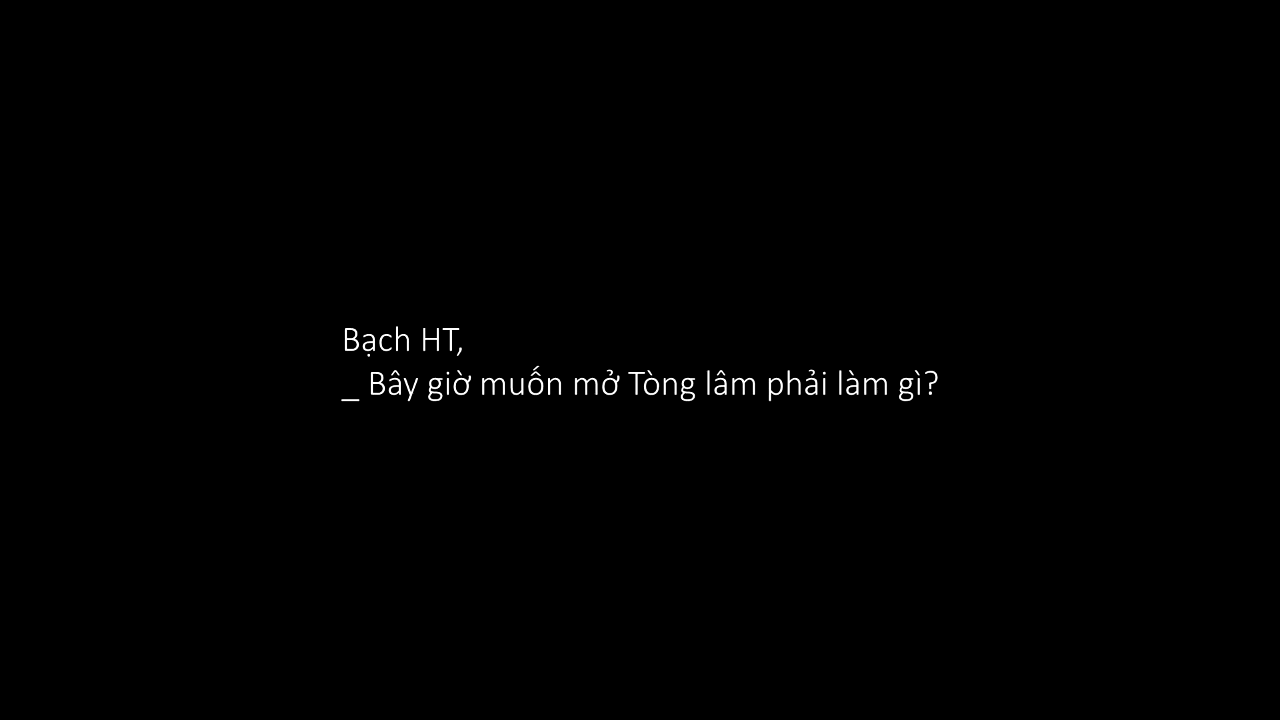 Bạch HT,
_ Bây giờ muốn mở Tòng lâm phải làm gì?